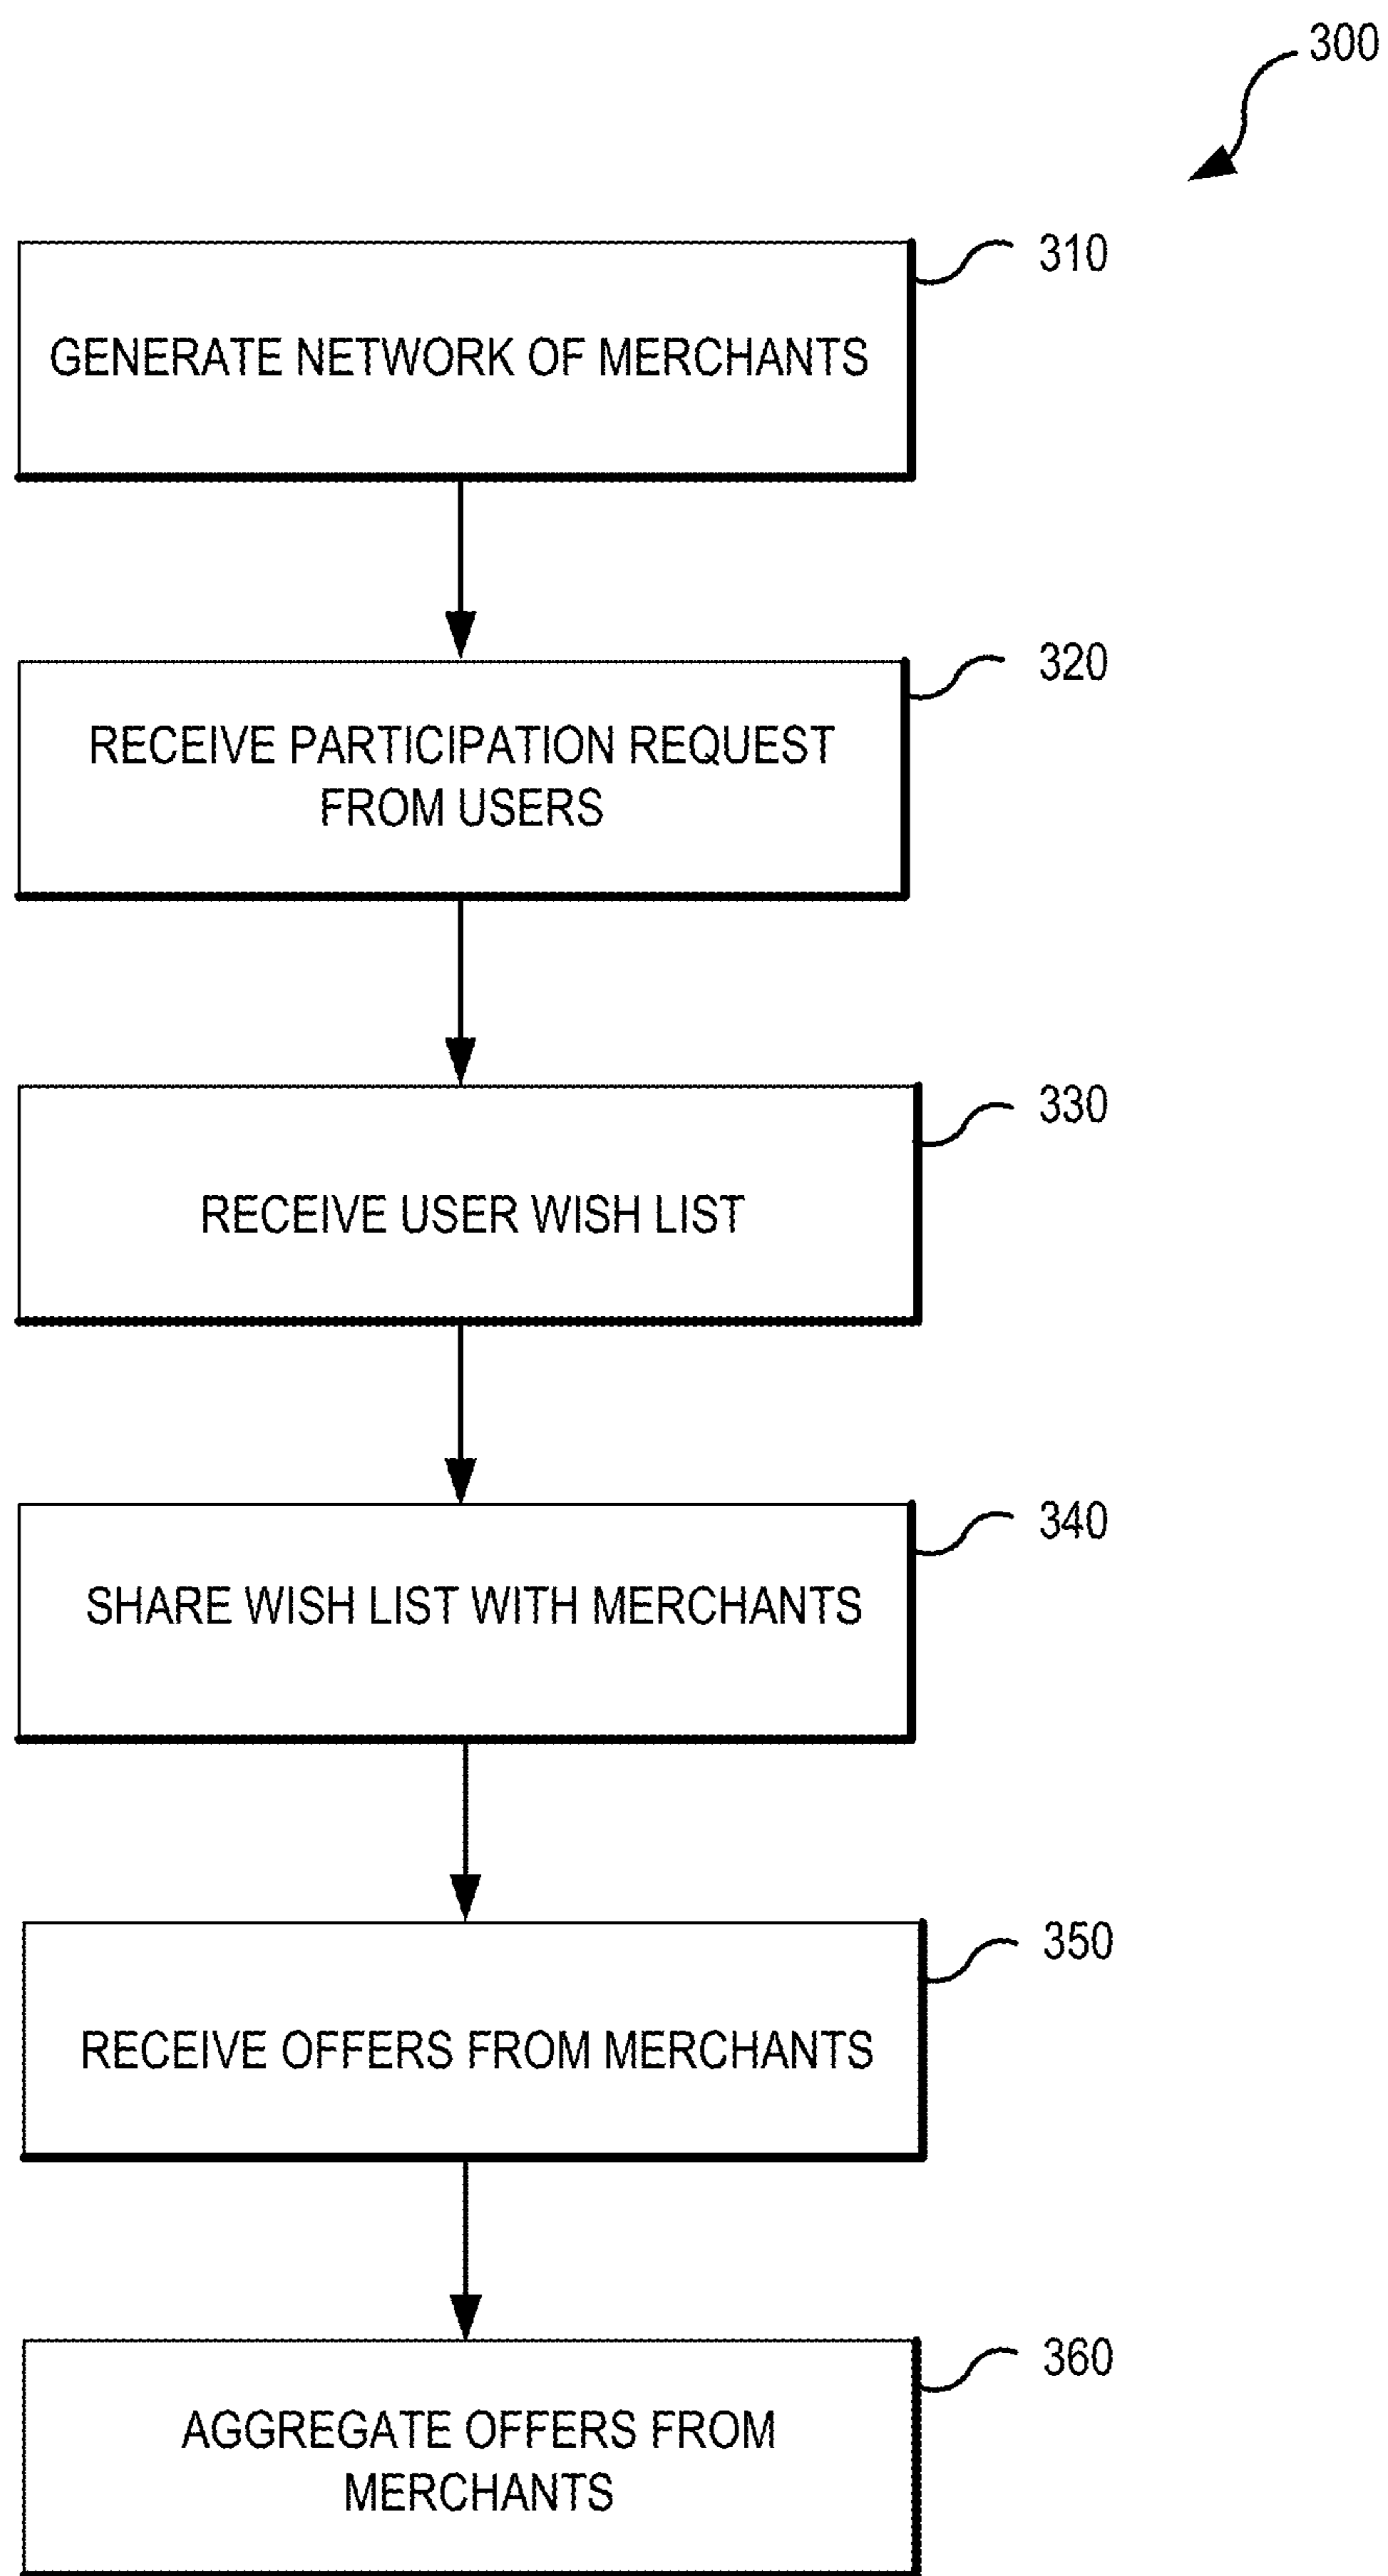 300
310
GENERATE NETWORK OF MERCHANTS
320
RECEIVE PARTICIPATION REQUEST
FROM USERS
330
RECEIVE USER WISH LIST
340
SHARE WISH LIST WITH MERCHANTS
350
RECEIVE OFFERS FROM MERCHANTS
360
AGGREGATE OFFERS FROM
MERCHANTS